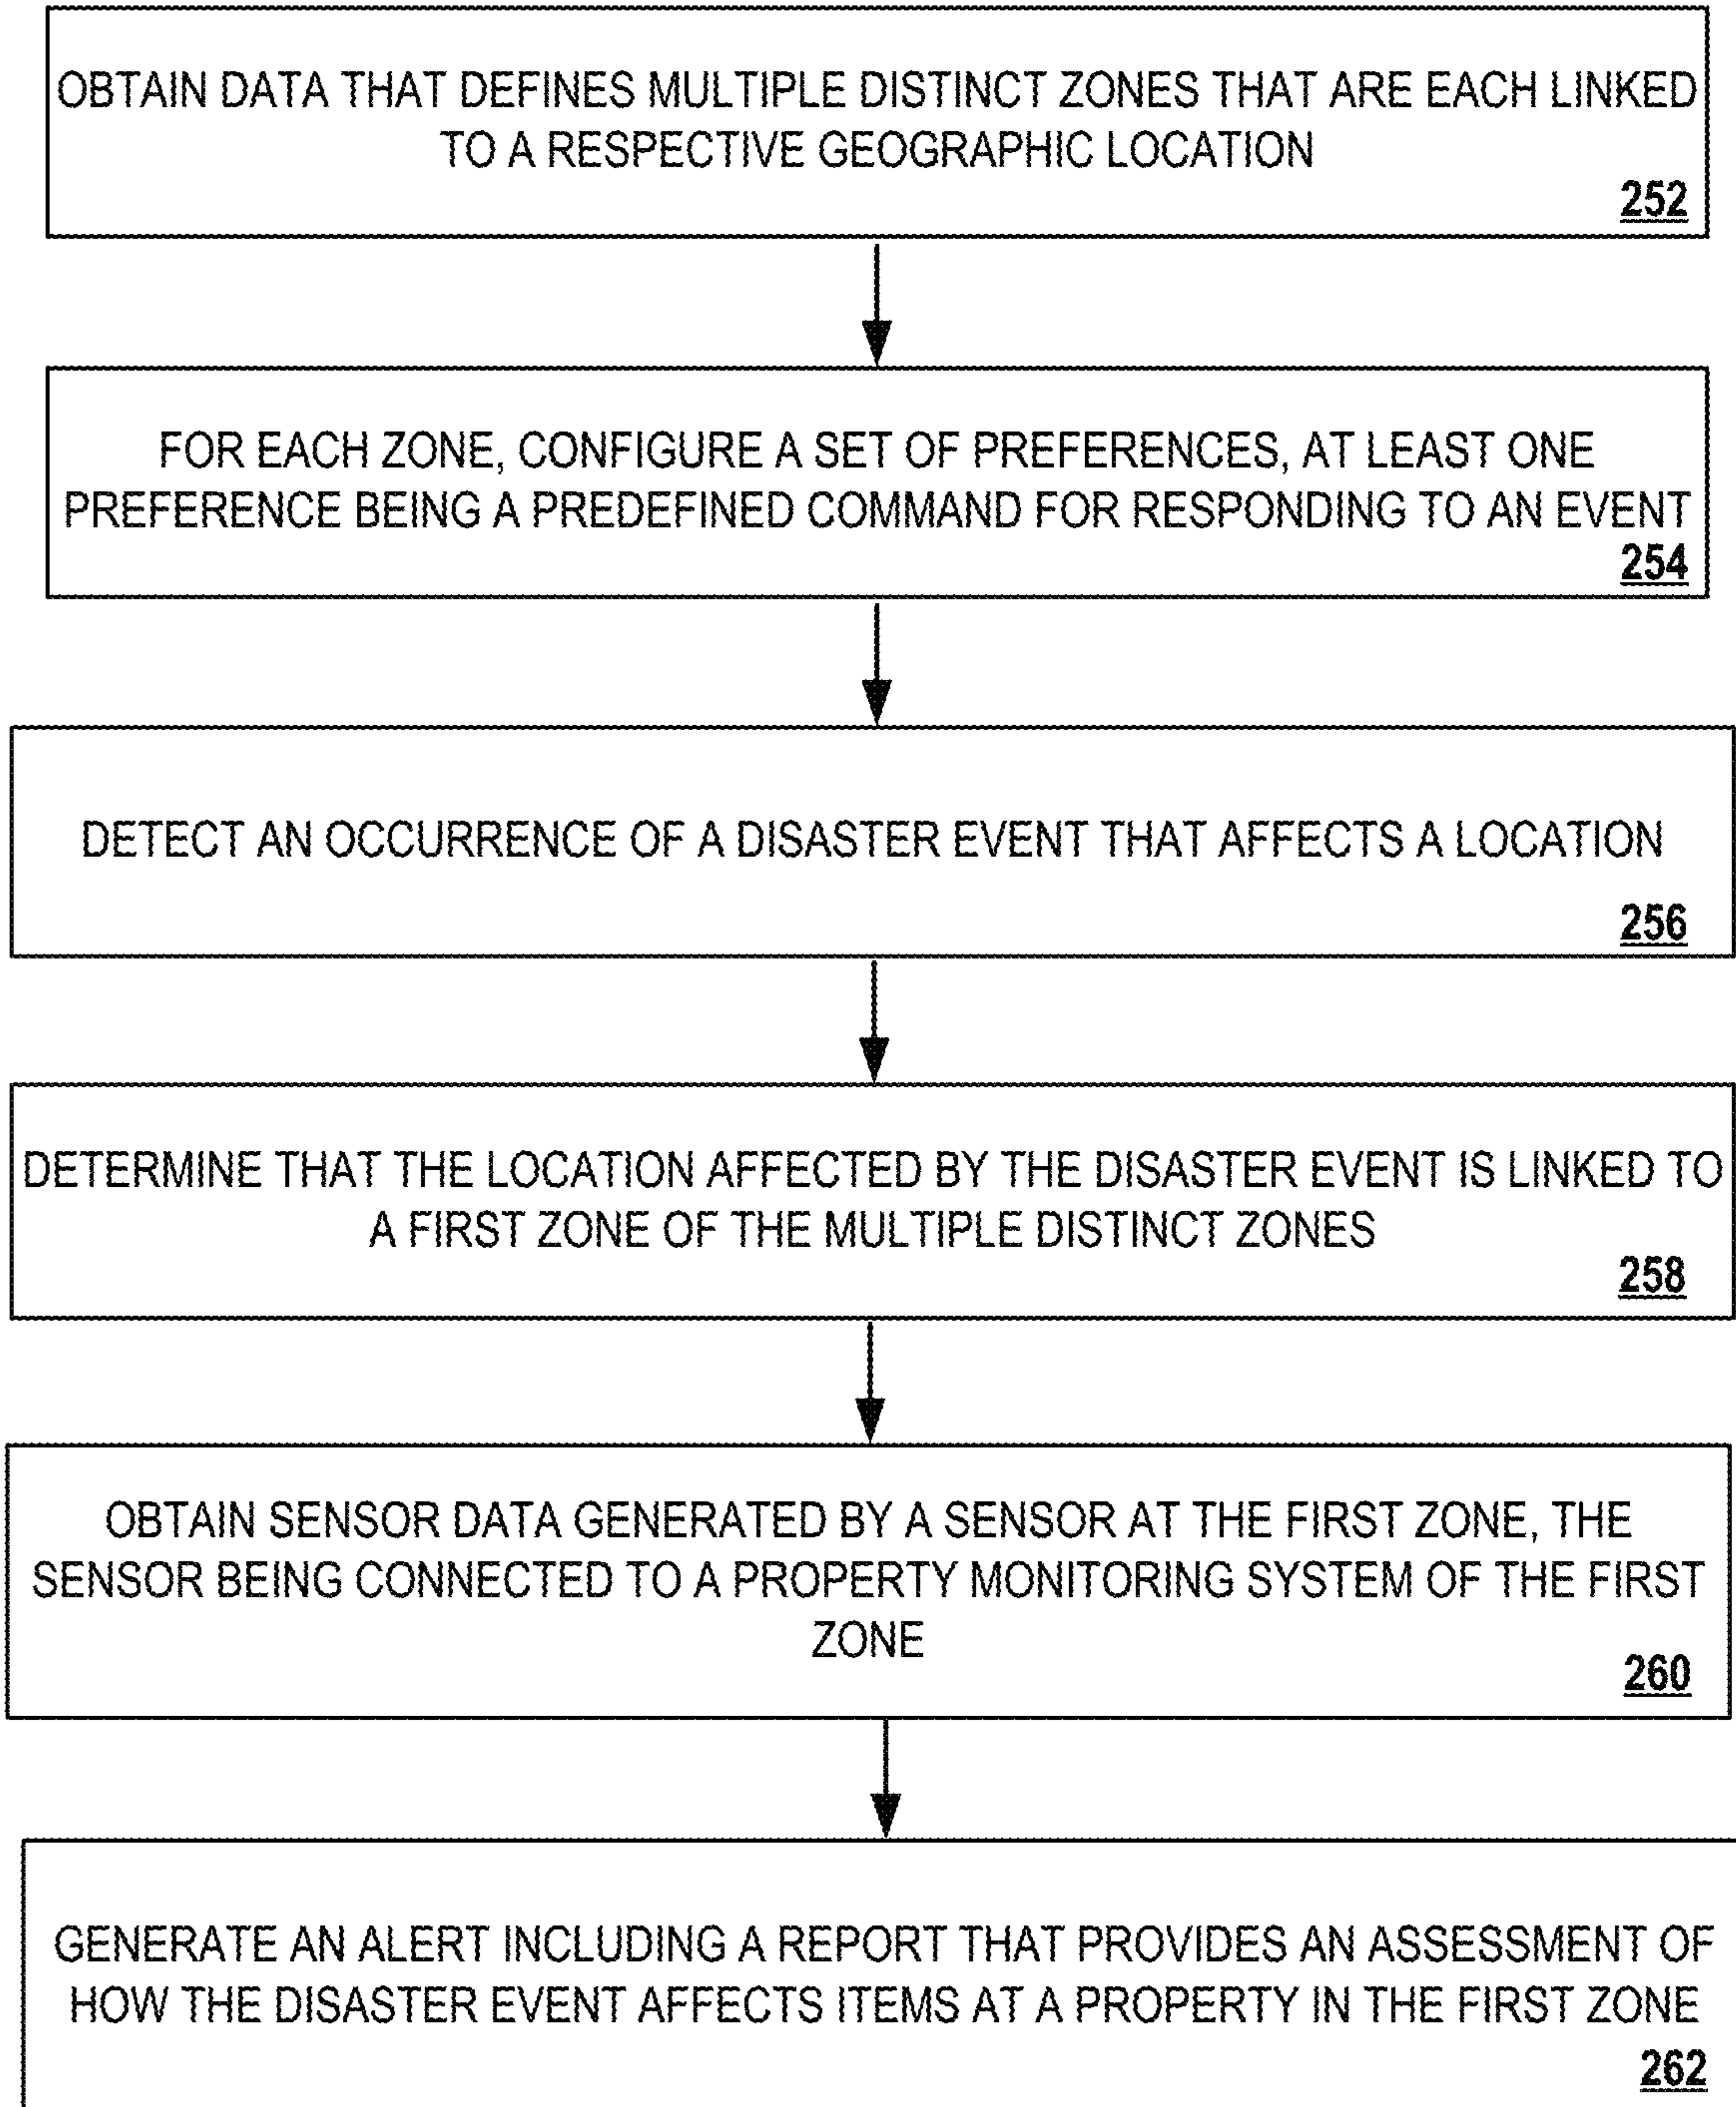 OBTAIN DATA THAT DEFINES MULTIPLE DISTINCT ZONES THAT ARE EACH LINKED
TO A RESPECTIVE GEOGRAPHIC LOCATION
252
FOR EACH ZONE, CONFIGURE A SET OF PREFERENCES, AT LEAST ONE
PREFERENCE BEING A PREDEFINED COMMAND FOR RESPONDING TO AN EVENT
254
DETECT AN OCCURRENCE OF A DISASTER EVENT THAT AFFECTS A LOCATION
256
DETERMINE THAT THE LOCATION AFFECTED BY THE DISASTER EVENT IS LINKED TO
A FIRST ZONE OF THE MULTIPLE DISTINCT ZONES
258
OBTAIN SENSOR DATA GENERATED BY A SENSOR AT THE FIRST ZONE, THE
SENSOR BEING CONNECTED TO A PROPERTY MONITORING SYSTEM OF THE FIRST
ZONE
260
GENERATE AN ALERT INCLUDING A REPORT THAT PROVIDES AN ASSESSMENT OF
HOW THE DISASTER EVENT AFFECTS ITEMS AT A PROPERTY IN THE FIRST ZONE
262